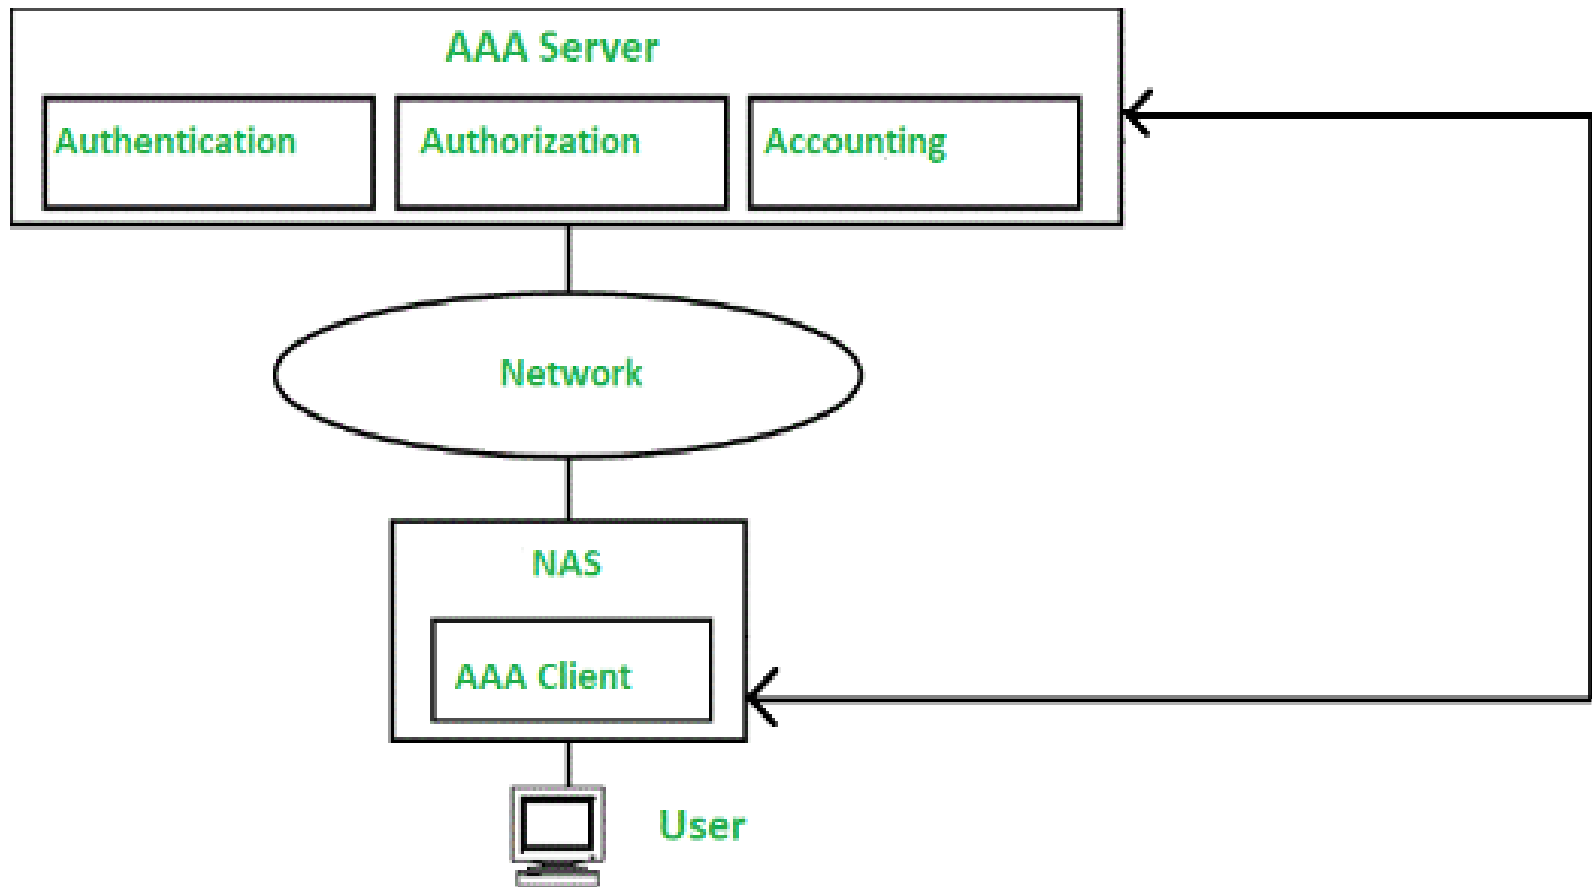 AAA Server
Authentication
Authorization
Accounting
Network
NAS
AAA Client
User